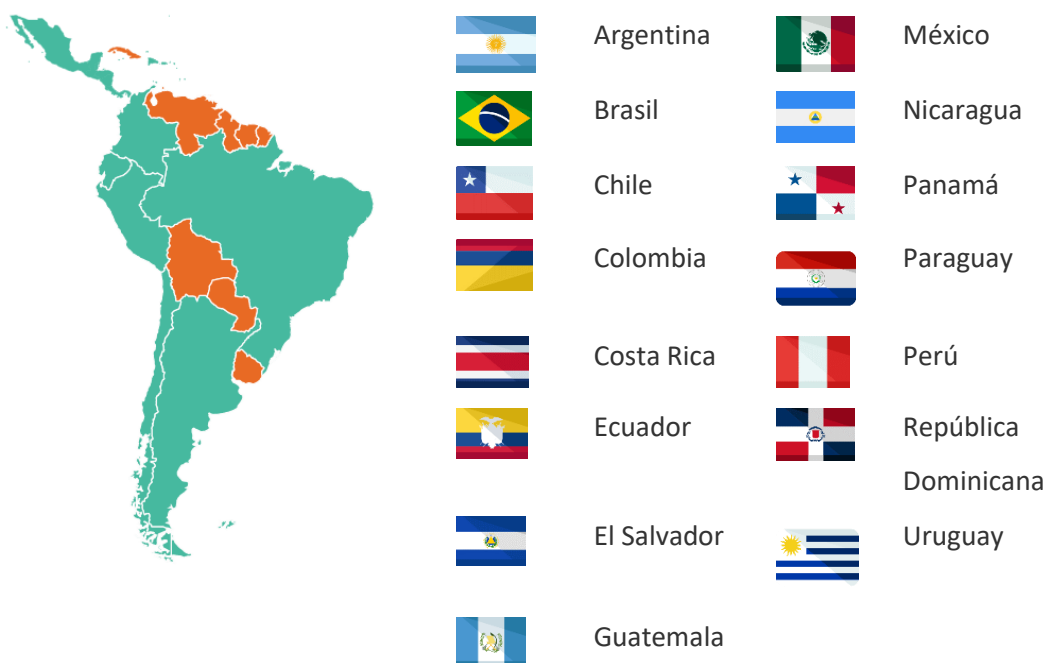 Argentina
Brasil
Chile
Colombia
Costa Rica
Ecuador
El Salvador
Guatemala
México
Nicaragua
Panamá
Paraguay
Perú
República
Dominicana
Uruguay